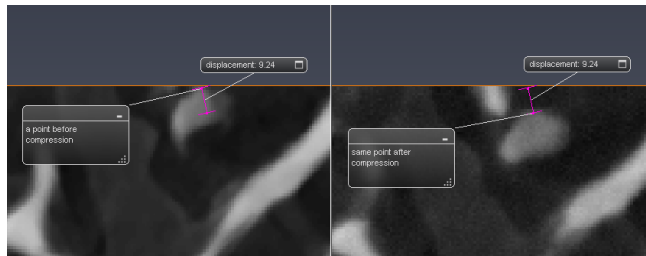 displacement: 9.24
a point before
compression
displacement: 9.24
same point after
compression